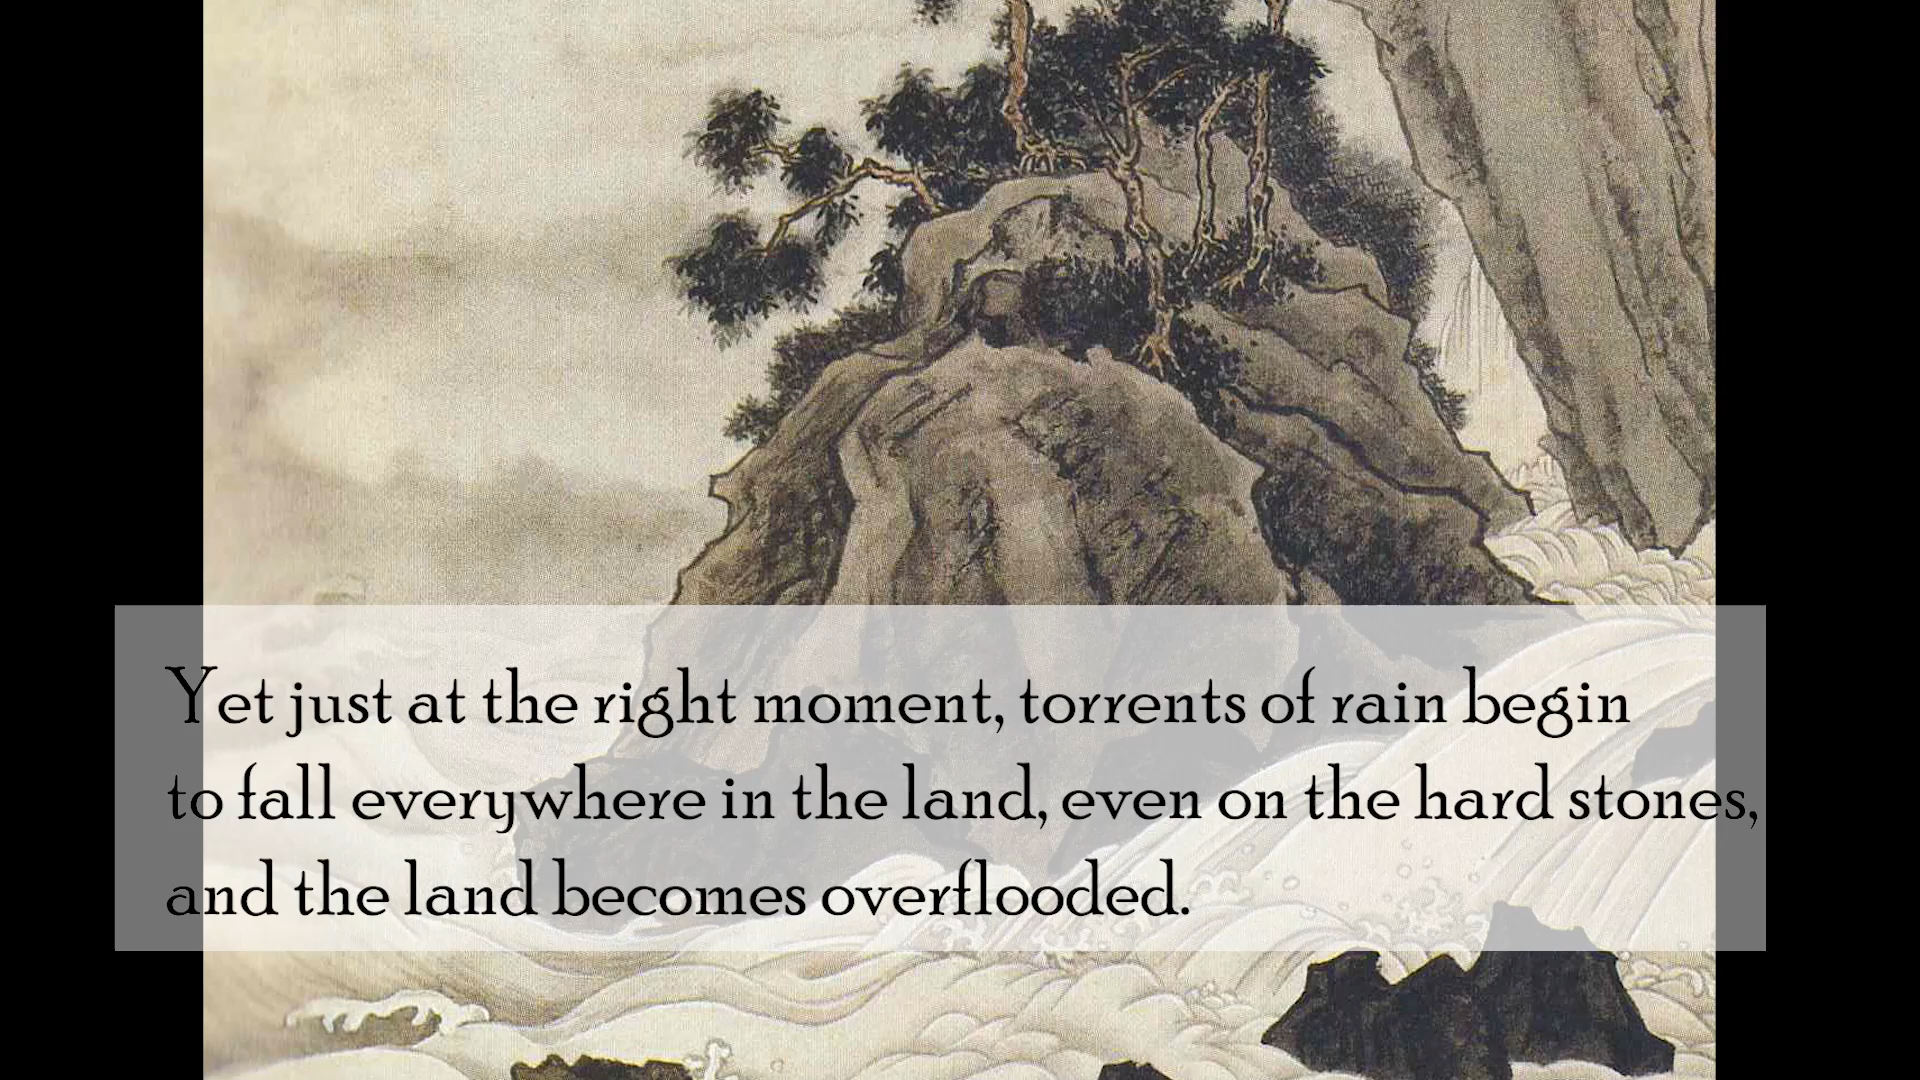 Yet just at the right moment, torrents of rain begin
to fall everywhere in the land, even on the hard stones,
and the land becomes overflooded.